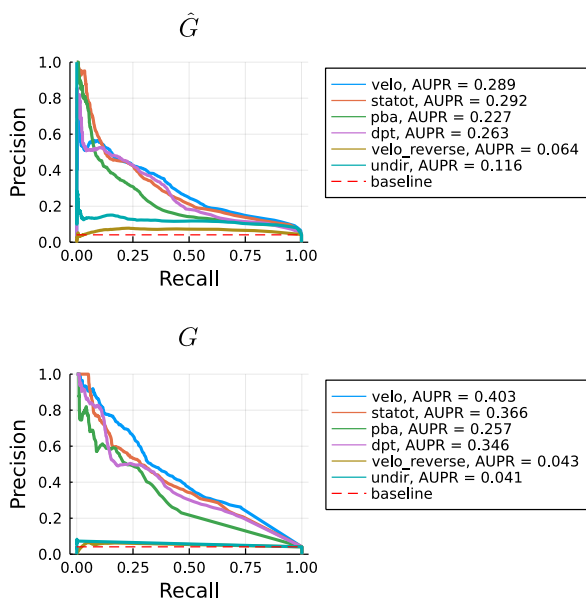 Ĝ
1.0
0.8
0.6
0.4
0.2
0.0
Precision
0.00 0.25 0.50 0.75 1.00
Recall
velo, AUPR = 0.289
statot, AUPR = 0.292
pba, AUPR = 0.227
dpt, AUPR = 0.263
velo_reverse, AUPR = 0.064
undir, AUPR = 0.116
baseline
G
1.0
0.8
0.6
0.4
0.2
0.0
Precision
0.00 0.25 0.50 0.75 1.00
Recall
velo, AUPR = 0.403
statot, AUPR = 0.366
pba, AUPR = 0.257
dpt, AUPR = 0.346
velo_reverse, AUPR = 0.043
undir, AUPR = 0.041
baseline